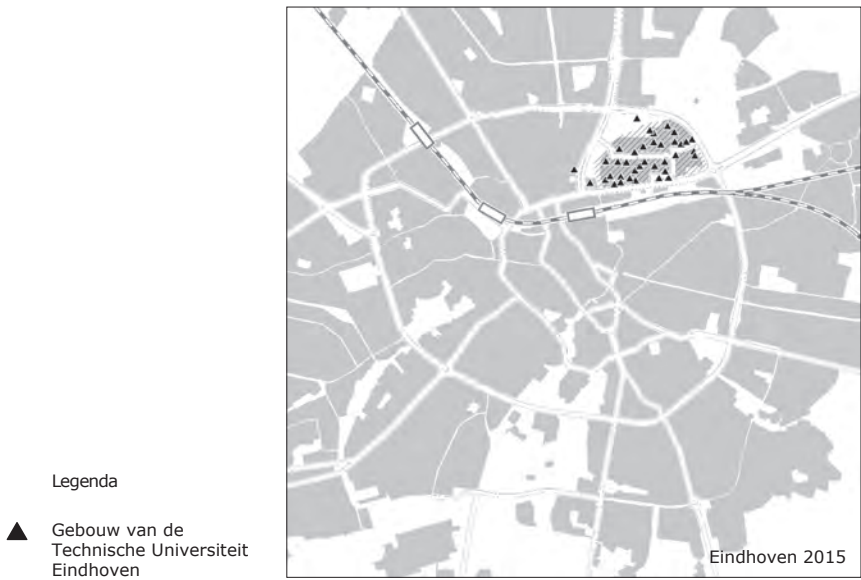 Legenda
Gebouw van de
Technische Universiteit
Eindhoven
Eindhoven 2015